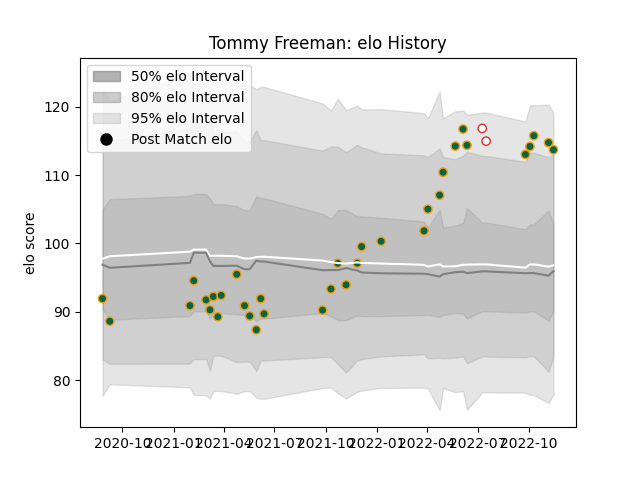 Tommy Freeman: elo History
50% elo Interval
80% elo Interval
95% elo Interval
Post Match elo
elo score
120
110
100
90
80
2020-10 2021-01 2021-04 2021-07 2021-10 2022-01 2022-04 2022-07 2022-10